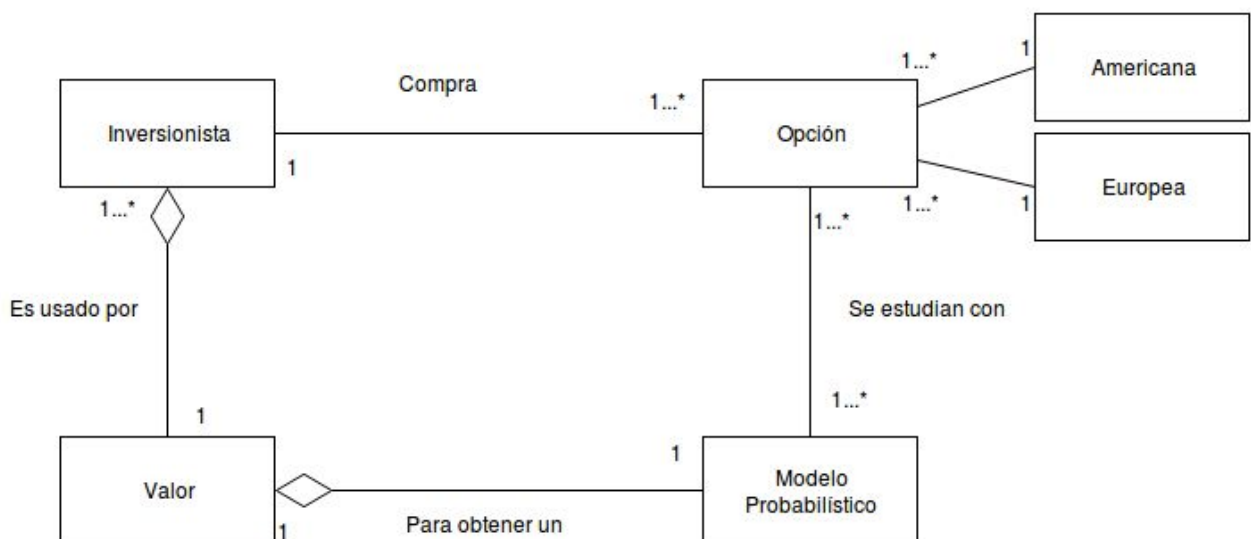 1...*
1
Americana
Compra
1...*
Inversionista
Opción
1
Europea
1...*
1...*
1
1...*
Es usado por
Se estudian con
1...*
1
1
Valor
Modelo
Probabilístico
1
Para obtener un